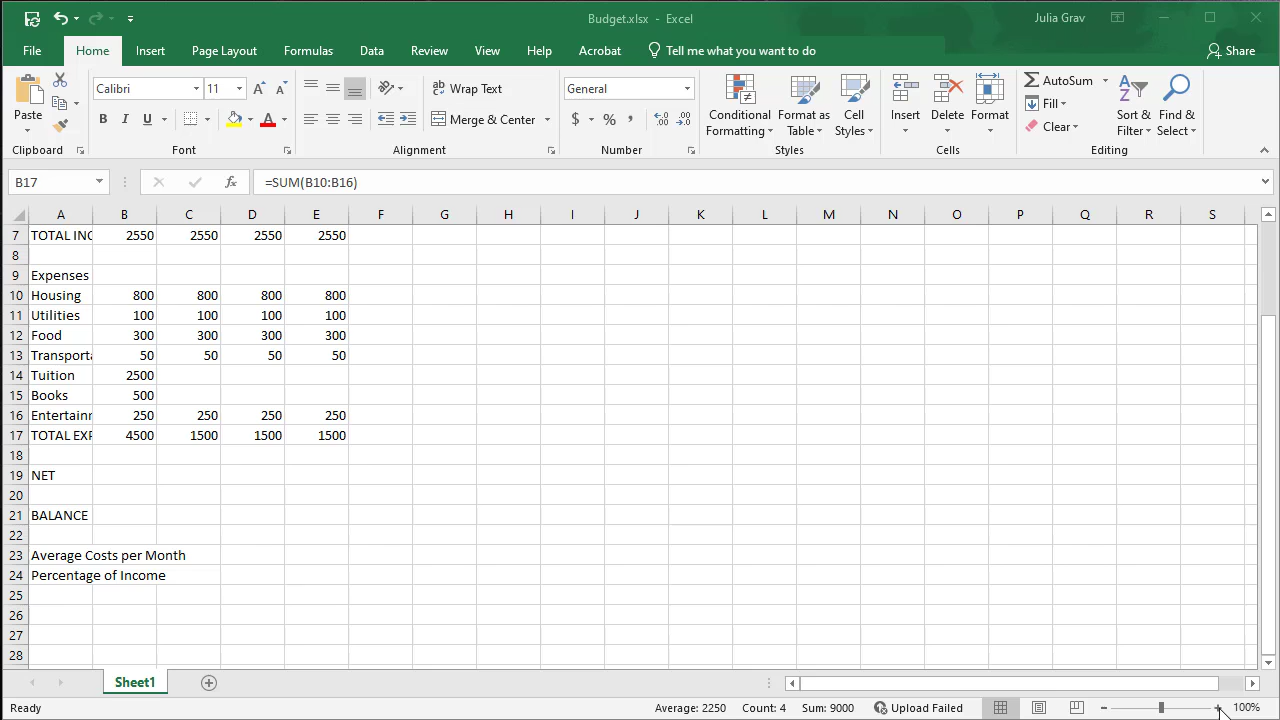 Budget.xlsx - Excel
Julia Grav
File Home Insert Page Layout Formulas Data Review View Help Acrobat Tell me what you want to do Share
Calibri 11 Wrap Text General AutoSum
Paste B I U Merge & Center $ % , Conditional Formatting Format as Table Cell Styles Insert Delete Format Fill Clear Sort & Filter Find & Select
Clipboard Font Alignment Number Styles Cells Editing
B17 fx =SUM(B10:B16)
A B C D E F G H I J K L M N O P Q R S
7 TOTAL INC 2550 2550 2550 2550
8
9 Expenses
10 Housing 800 800 800 800
11 Utilities 100 100 100 100
12 Food 300 300 300 300
13 Transporta 50 50 50 50
14 Tuition 2500
15 Books 500
16 Entertainm 250 250 250 250
17 TOTAL EXP 4500 1500 1500 1500
18
19 NET
20
21 BALANCE
22
23 Average Costs per Month
24 Percentage of Income
25
26
27
28
Sheet1
Ready Average: 2250 Count: 4 Sum: 9000 Upload Failed 100%